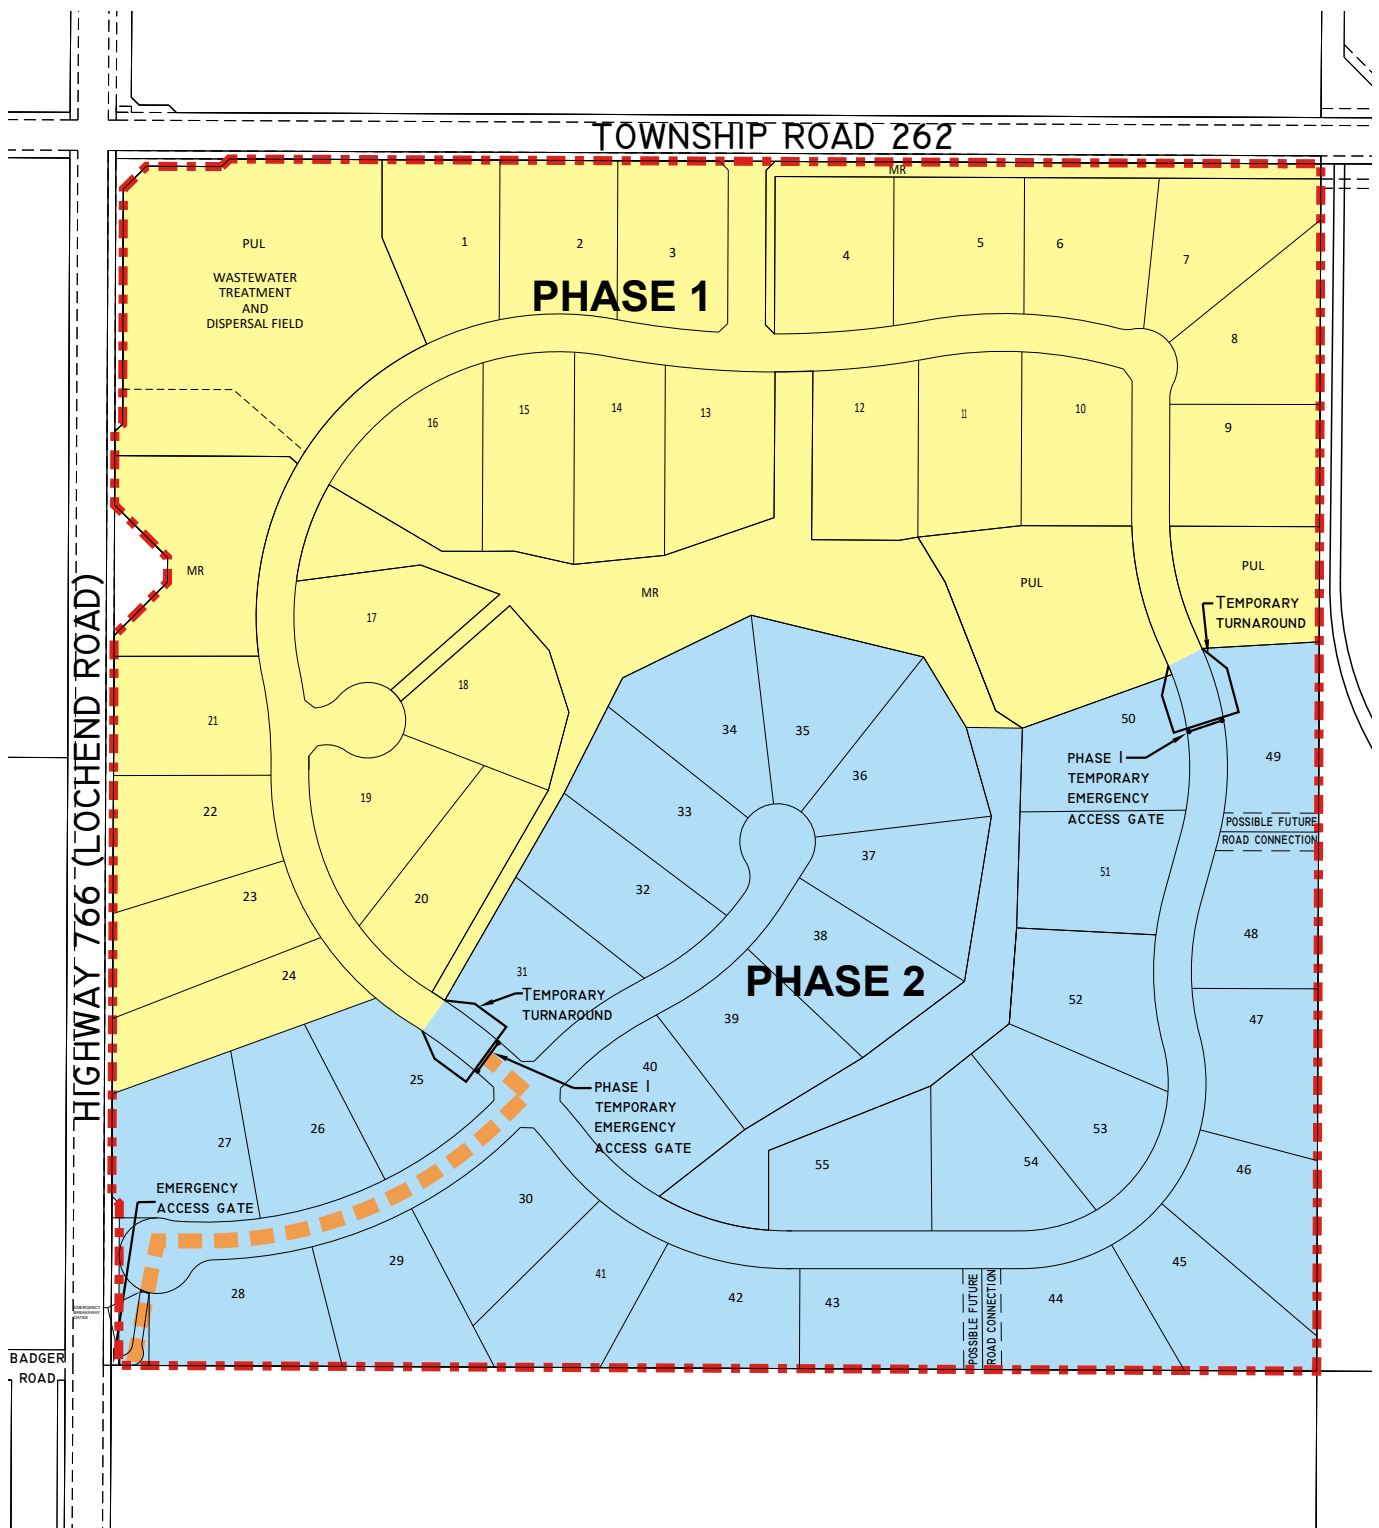 TOWNSHIP ROAD 262
MR
PUL
WASTEWATER
TREATMENT
AND
DISPERSAL FIELD
1
2
3
4
5
6
7
8
PHASE 1
16
15
14
13
12
11
10
9
MR
MR
PUL
PUL
TEMPORARY
TURNAROUND
17
18
21
19
22
20
23
24
HIGHWAY 766 (LOCHEND ROAD)
34
35
36
33
37
32
38
31
39
PHASE 2
50
49
PHASE I
TEMPORARY
EMERGENCY
ACCESS GATE
POSSIBLE FUTURE
ROAD CONNECTION
51
48
52
47
TEMPORARY
TURNAROUND
40
25
PHASE I
TEMPORARY
EMERGENCY
ACCESS GATE
27
26
53
54
55
46
EMERGENCY
ACCESS GATE
30
29
28
41
42
43
44
45
POSSIBLE FUTURE
ROAD CONNECTION
EMERGENCY
BREAKAWAY
GATES
BADGER
ROAD